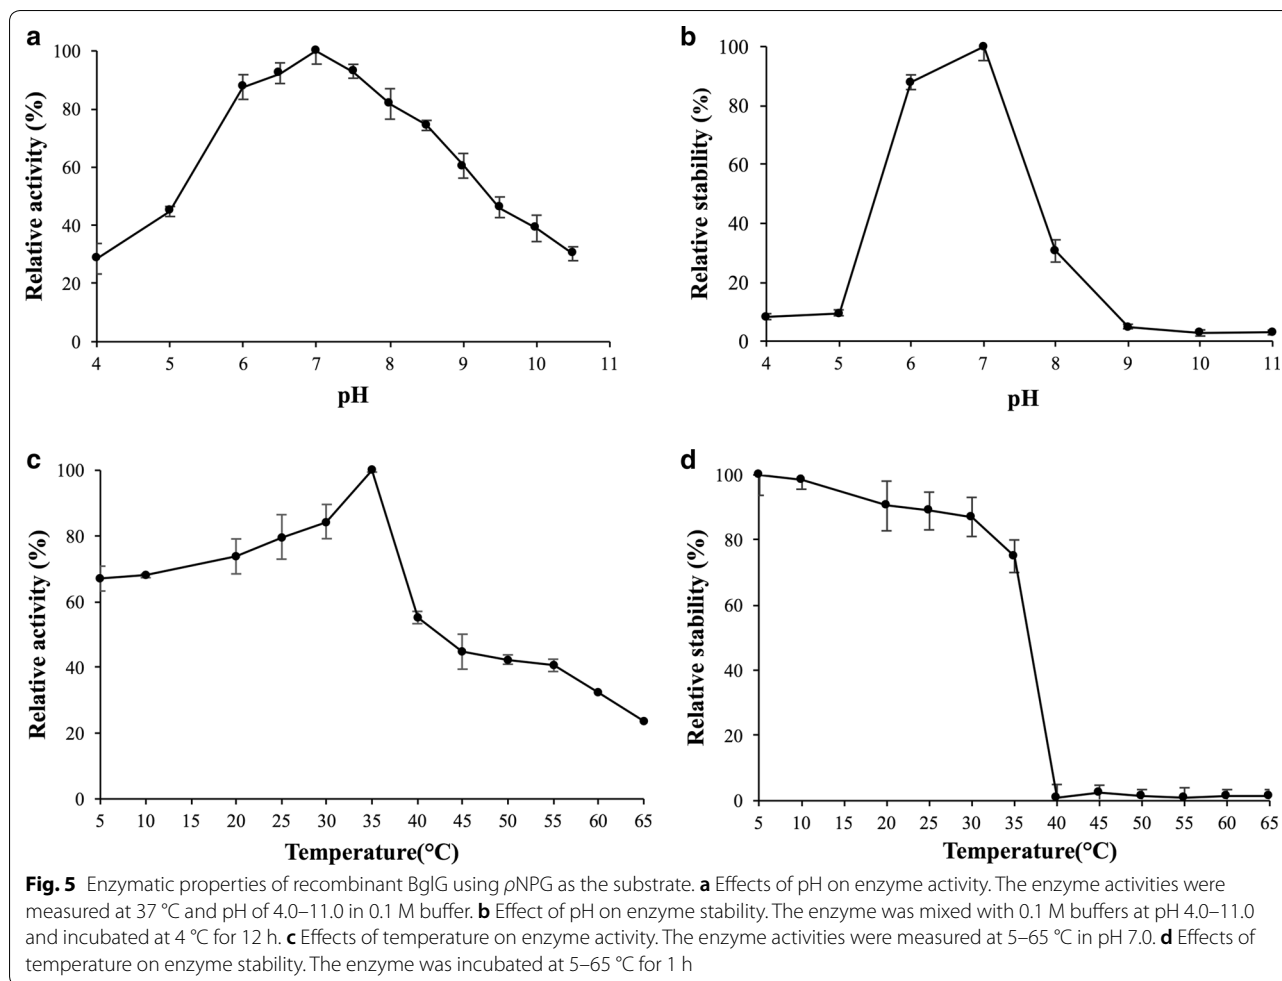 a
100
80
60
40
20
0
Relative activity (%)
4 5 6 7 8 9 10 11
pH
b
100
80
60
40
20
0
Relative stability (%)
4 5 6 7 8 9 10 11
pH
c
100
80
60
40
20
0
Relative activity (%)
5 10 15 20 25 30 35 40 45 50 55 60 65
Temperature(°C)
d
100
80
60
40
20
0
Relative stability (%)
5 10 15 20 25 30 35 40 45 50 55 60 65
Temperature(°C)
Fig. 5 Enzymatic properties of recombinant BglG using pNPG as the substrate. a Effects of pH on enzyme activity. The enzyme activities were
measured at 37 °C and pH of 4.0–11.0 in 0.1 M buffer. b Effect of pH on enzyme stability. The enzyme was mixed with 0.1 M buffers at pH 4.0–11.0
and incubated at 4 °C for 12 h. c Effects of temperature on enzyme activity. The enzyme activities were measured at 5–65 °C in pH 7.0. d Effects of
temperature on enzyme stability. The enzyme was incubated at 5–65 °C for 1 h